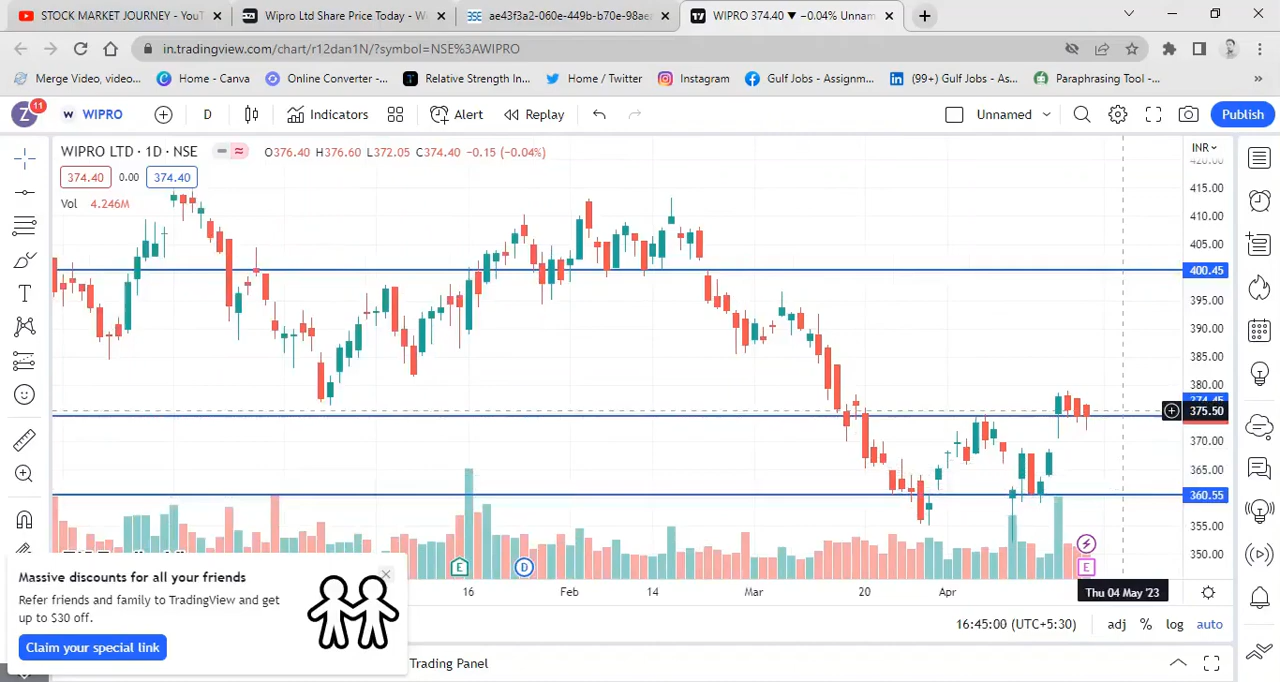 STOCK MARKET JOURNEY - YouT
Wipro Ltd Share Price Today - W
ae43f3a2-060e-449b-b70e-98ae
WIPRO 374.40 ▼ −0.04% Unnam
in.tradingview.com/chart/r12dan1N/?symbol=NSE%3AWIPRO
Merge Video, video...
Home - Canva
Online Converter -...
Relative Strength In...
Home / Twitter
Instagram
Gulf Jobs - Assignm...
(99+) Gulf Jobs - As...
Paraphrasing Tool -...
Z 11
W WIPRO
D
Indicators
Alert
Replay
Unnamed
Publish
WIPRO LTD · 1D · NSE
O376.40 H376.60 L372.05 C374.40 −0.15 (−0.04%)
INR
374.40 0.00 374.40
Vol 4.246M
420.00
415.00
410.00
405.00
400.45
395.00
390.00
385.00
380.00
374.45
375.50
370.00
365.00
360.55
355.00
350.00
E
D
E
16
Feb
14
Mar
20
Apr
Thu 04 May '23
Massive discounts for all your friends
Refer friends and family to TradingView and get
up to $30 off.
Claim your special link
16:45:00 (UTC+5:30)
adj
%
log
auto
Trading Panel